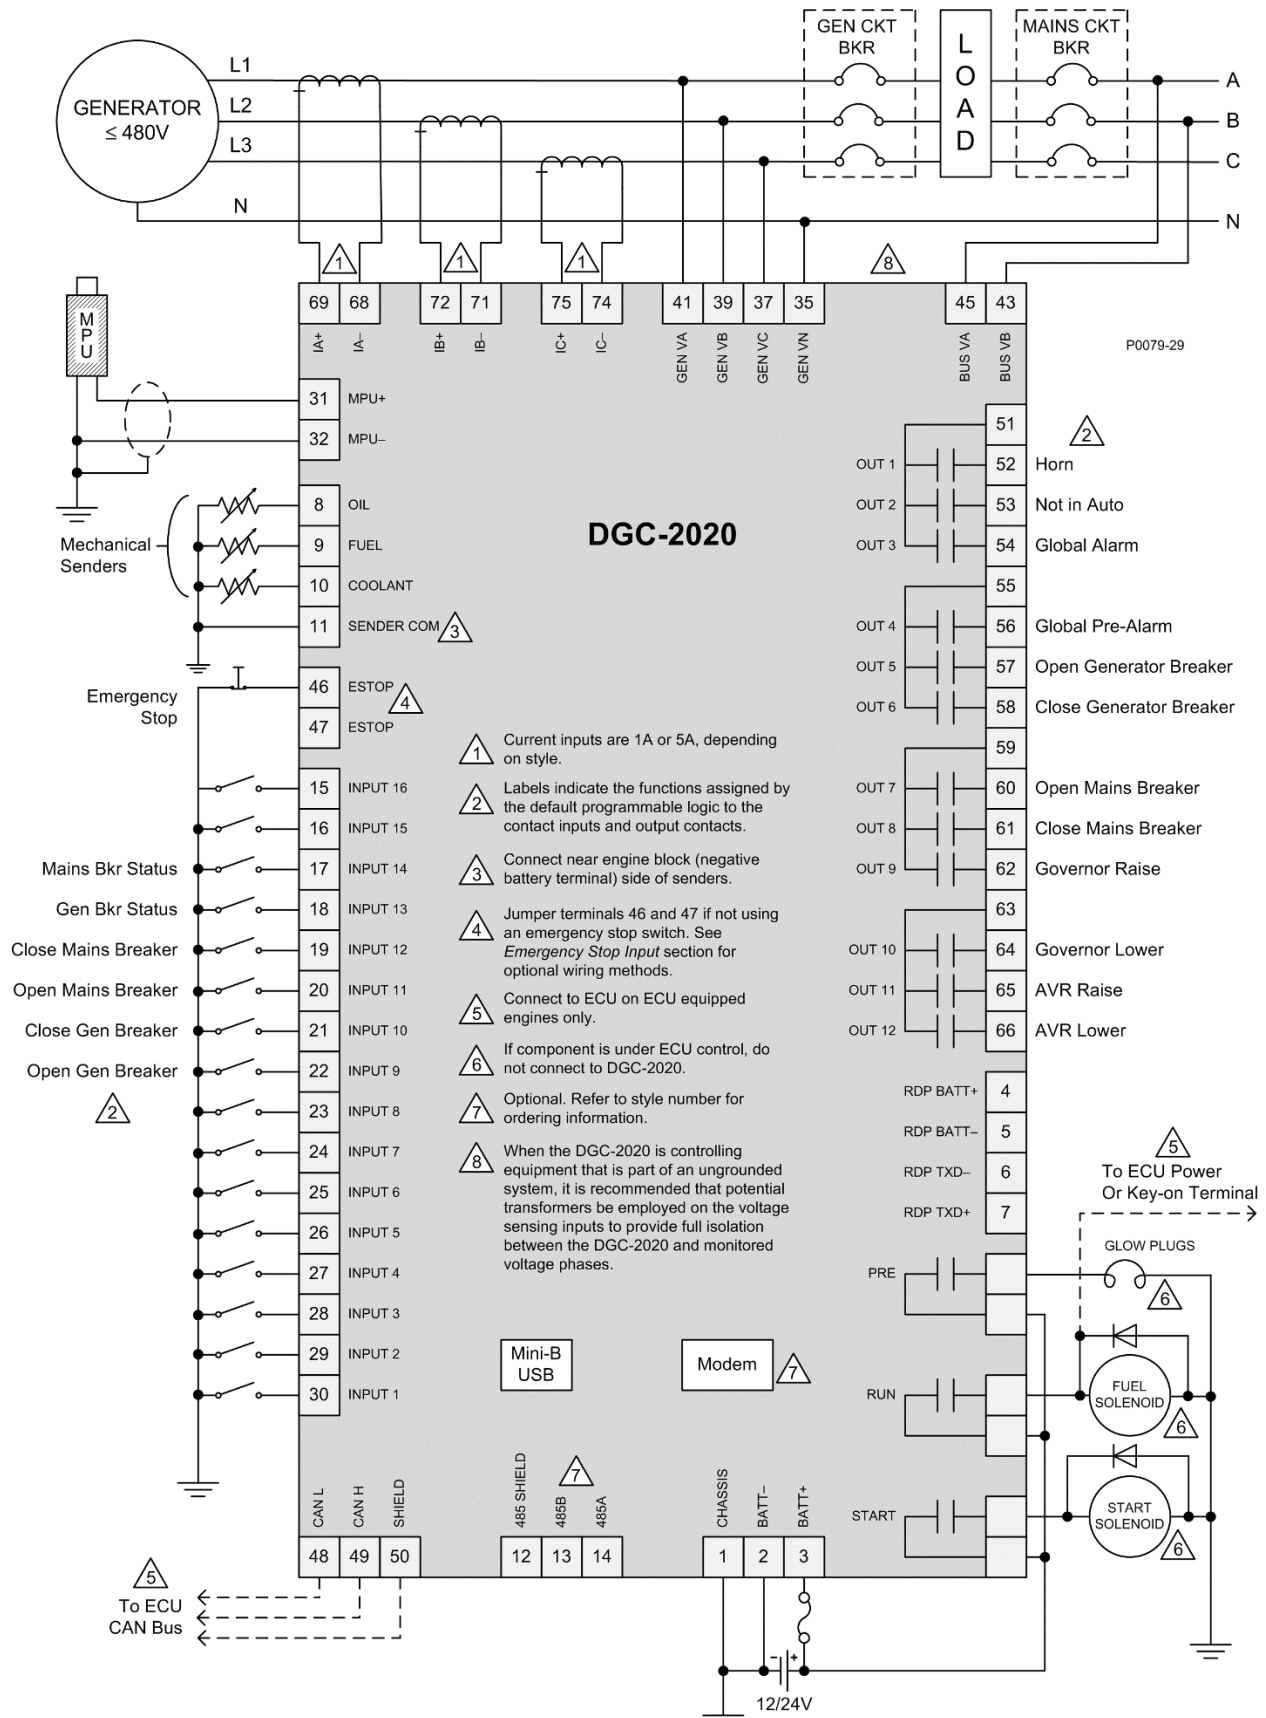 GEN CKT
BKR
LOAD
MAINS CKT
BKR
L1
A
GENERATOR
≤ 480V
L2
B
L3
C
N
N
1
1
1
8
69
68
72
71
75
74
41
39
37
35
45
43
IA+
IA–
IB+
IB–
IC+
IC–
GEN VA
GEN VB
GEN VC
GEN VN
BUS VA
BUS VB
P0079-29
MPU
31
MPU+
32
MPU–
Mechanical
Senders
8
OIL
9
FUEL
10
COOLANT
11
SENDER COM
3
Emergency
Stop
46
ESTOP
47
ESTOP
4
15
INPUT 16
16
INPUT 15
Mains Bkr Status
17
INPUT 14
Gen Bkr Status
18
INPUT 13
Close Mains Breaker
19
INPUT 12
Open Mains Breaker
20
INPUT 11
Close Gen Breaker
21
INPUT 10
Open Gen Breaker
22
INPUT 9
2
23
INPUT 8
24
INPUT 7
25
INPUT 6
26
INPUT 5
27
INPUT 4
28
INPUT 3
29
INPUT 2
30
INPUT 1
DGC-2020
1
Current inputs are 1A or 5A, depending
on style.
2
Labels indicate the functions assigned by
the default programmable logic to the
contact inputs and output contacts.
3
Connect near engine block (negative
battery terminal) side of senders.
4
Jumper terminals 46 and 47 if not using
an emergency stop switch. See
Emergency Stop Input section for
optional wiring methods.
5
Connect to ECU on ECU equipped
engines only.
6
If component is under ECU control, do
not connect to DGC-2020.
7
Optional. Refer to style number for
ordering information.
8
When the DGC-2020 is controlling
equipment that is part of an ungrounded
system, it is recommended that potential
transformers be employed on the voltage
sensing inputs to provide full isolation
between the DGC-2020 and monitored
voltage phases.
51
2
OUT 1
52
Horn
OUT 2
53
Not in Auto
OUT 3
54
Global Alarm
55
OUT 4
56
Global Pre-Alarm
OUT 5
57
Open Generator Breaker
OUT 6
58
Close Generator Breaker
59
OUT 7
60
Open Mains Breaker
OUT 8
61
Close Mains Breaker
OUT 9
62
Governor Raise
63
OUT 10
64
Governor Lower
OUT 11
65
AVR Raise
OUT 12
66
AVR Lower
RDP BATT+
4
RDP BATT–
5
RDP TXD–
6
RDP TXD+
7
5
To ECU Power
Or Key-on Terminal
PRE
GLOW PLUGS
6
RUN
FUEL
SOLENOID
6
START
START
SOLENOID
6
Mini-B
USB
Modem
7
CAN L
CAN H
SHIELD
485 SHIELD
485B
485A
7
CHASSIS
BATT–
BATT+
48
49
50
12
13
14
1
2
3
5
To ECU
CAN Bus
-
+
12/24V